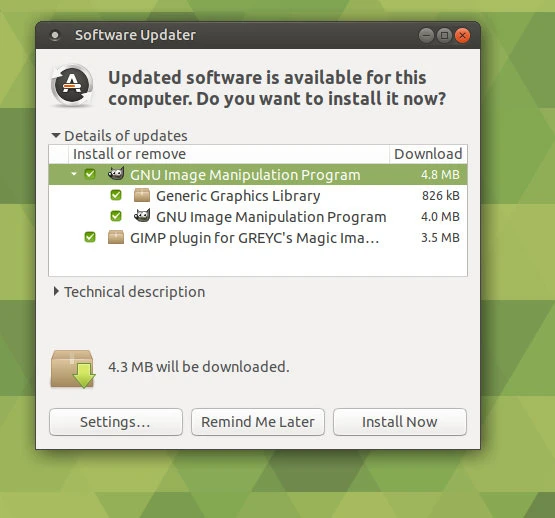 Software Updater
Updated software is available for this
computer. Do you want to install it now?
Details of updates
Install or remove Download
GNU Image Manipulation Program 4.8 MB
Generic Graphics Library 826 kB
GNU Image Manipulation Program 4.0 MB
GIMP plugin for GREYC's Magic Ima... 3.5 MB
Technical description
4.3 MB will be downloaded.
Settings... Remind Me Later Install Now